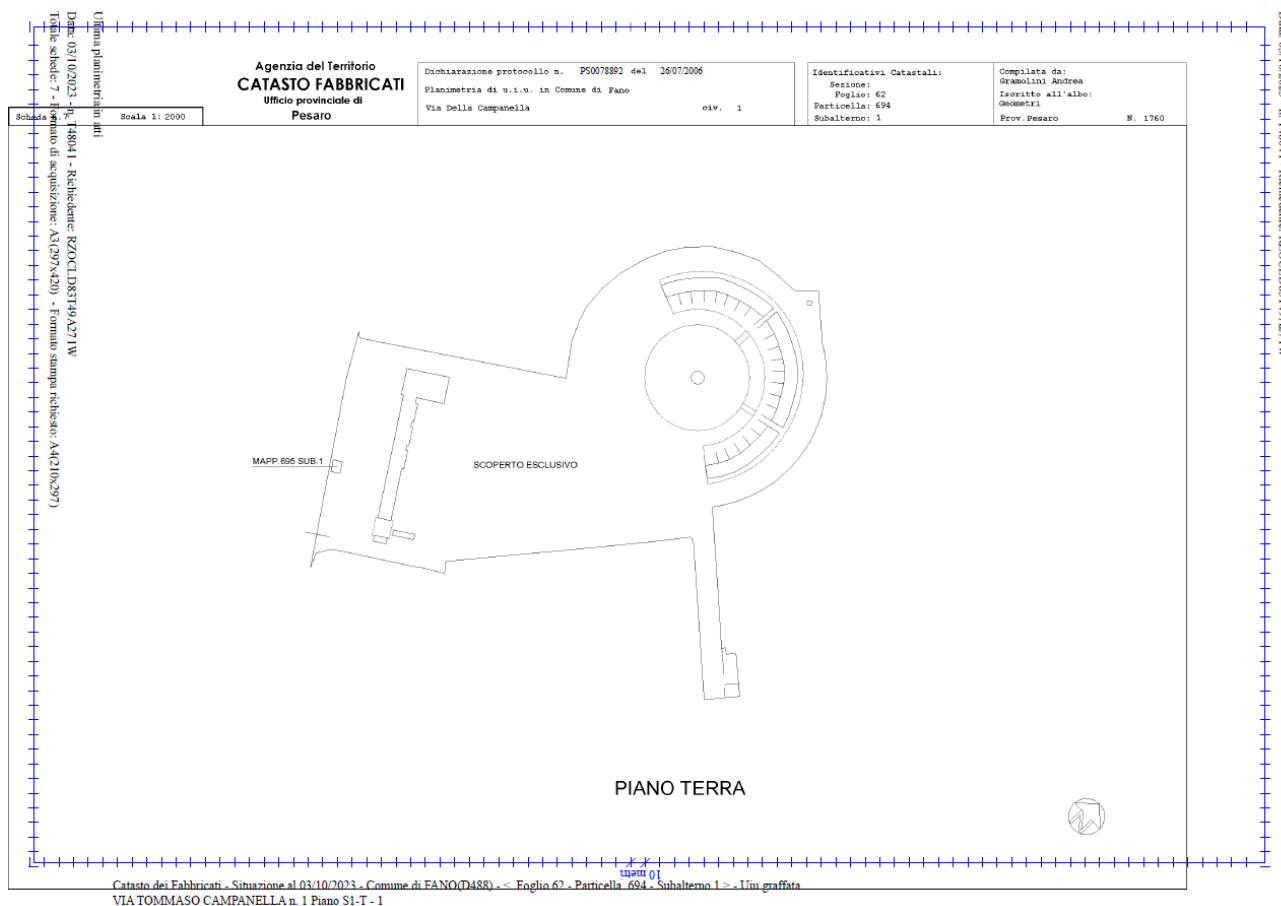 Ultima planimetria in atti
Data: 03/10/2023 - n. T48041 - Richiedente: RZOCLD83T49A271W
Totale schede: 7 - Formato di acquisizione: A3(297x420) - Formato stampa richiesto: A4(210x297)
Agenzia del Territorio
CATASTO FABBRICATI
Ufficio provinciale di
Pesaro
Scala 1: 2000
Dichiarazione protocollo n. PS0078892 del 26/07/2006
Planimetria di u.i.u. in Comune di Fano
Via Della Campanella civ. 1
Identificativi Catastali:
Sezione:
Foglio: 62
Particella: 694
Subalterno: 1
Compilata da:
Gramolini Andrea
Iscritto all'albo:
Geometri
Prov. Pesaro N. 1760
MAPP.695 SUB.1
SCOPERTO ESCLUSIVO
PIANO TERRA
10 metri
Catasto dei Fabbricati - Situazione al 03/10/2023 - Comune di FANO(D488) - < Foglio 62 - Particella 694 - Subalterno 1 > - Uiu graffata
VIA TOMMASO CAMPANELLA n. 1 Piano S1-T - 1